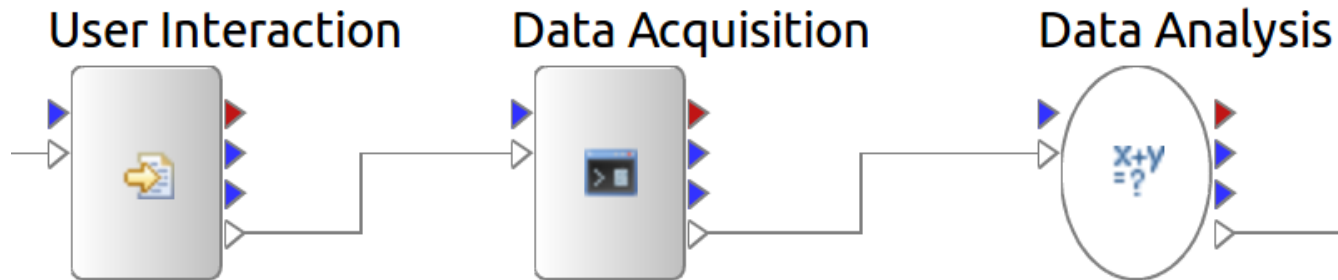 User Interaction
Data Acquisition
Data Analysis
x+y
=?